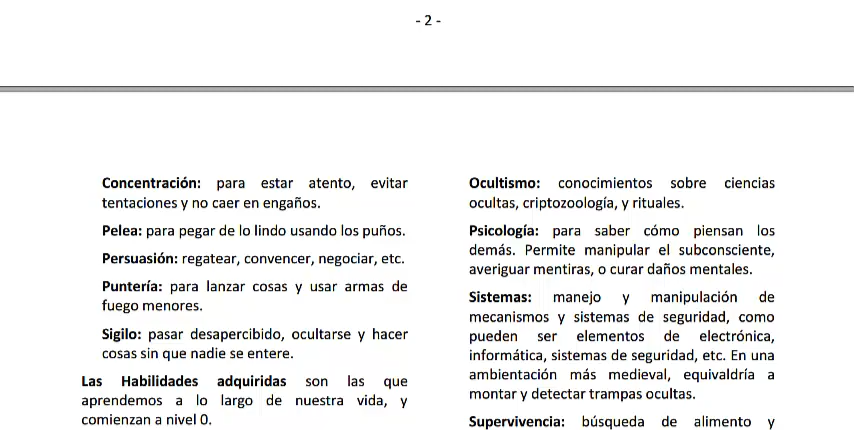 - 2 -
Concentración: para estar atento, evitar
tentaciones y no caer en engaños.
Pelea: para pegar de lo lindo usando los puños.
Persuasión: regatear, convencer, negociar, etc.
Puntería: para lanzar cosas y usar armas de
fuego menores.
Sigilo: pasar desapercibido, ocultarse y hacer
cosas sin que nadie se entere.
Las Habilidades adquiridas son las que
aprendemos a lo largo de nuestra vida, y
comienzan a nivel 0.
Ocultismo: conocimientos sobre ciencias
ocultas, criptozoología, y rituales.
Psicología: para saber cómo piensan los
demás. Permite manipular el subconsciente,
averiguar mentiras, o curar daños mentales.
Sistemas: manejo y manipulación de
mecanismos y sistemas de seguridad, como
pueden ser elementos de electrónica,
informática, sistemas de seguridad, etc. En una
ambientación más medieval, equivaldría a
montar y detectar trampas ocultas.
Supervivencia: búsqueda de alimento y